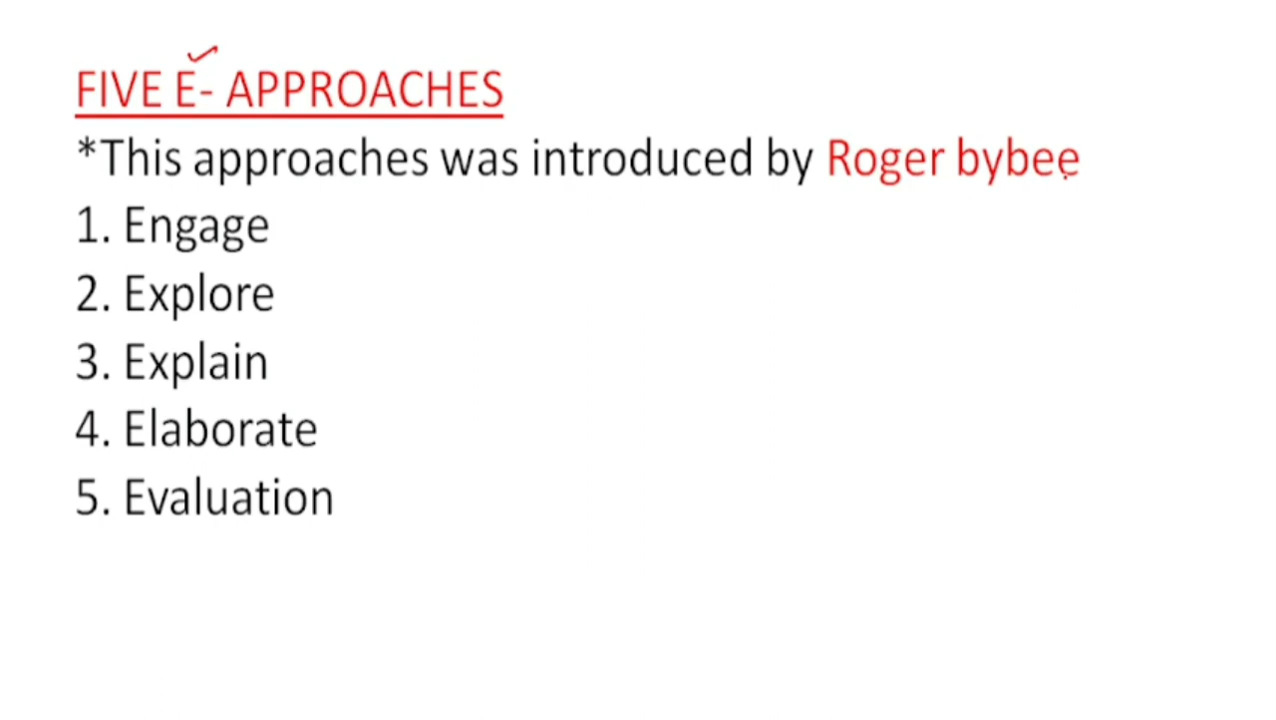 FIVE E- APPROACHES
*This approaches was introduced by Roger bybee
1. Engage
2. Explore
3. Explain
4. Elaborate
5. Evaluation